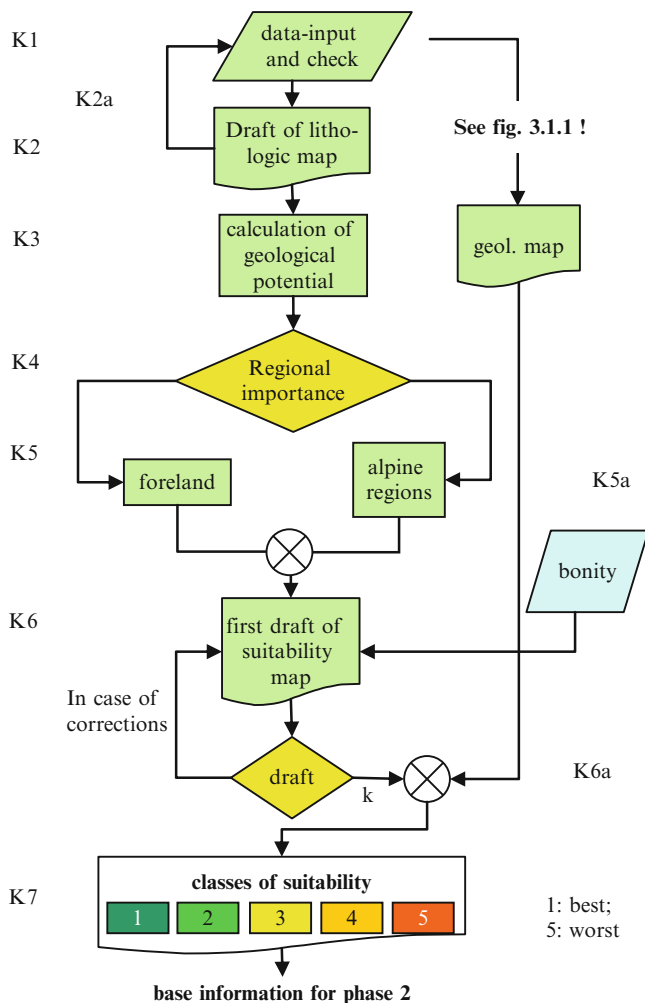 K1
data-input
and check
K2a
See fig. 3.1.1 !
K2
Draft of litho-
logic map
K3
calculation of
geological
potential
geol. map
K4
Regional
importance
K5
foreland
alpine
regions
K5a
bonity
K6
first draft of
suitability
map
In case of
corrections
draft
k
K6a
K7
classes of suitability
1 2 3 4 5
1: best;
5: worst
base information for phase 2